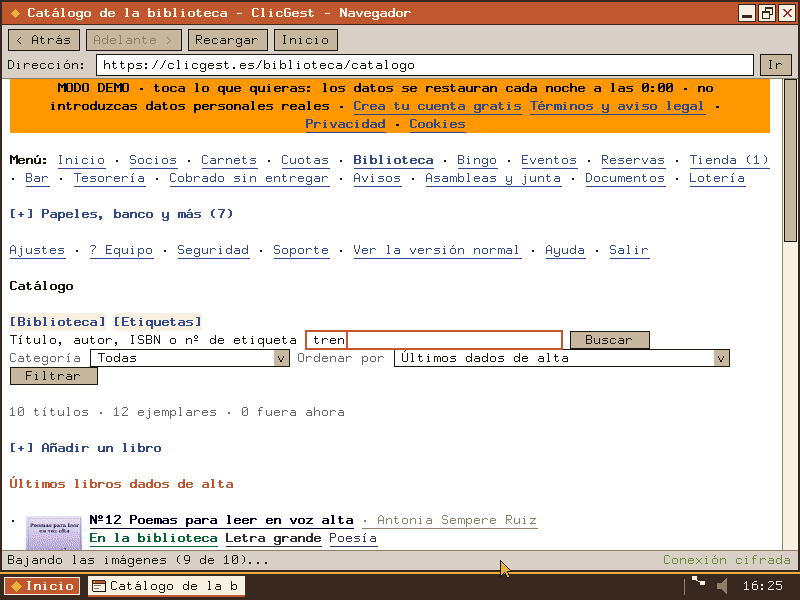 Catálogo de la biblioteca - ClicGest - Navegador
< Atrás Adelante > Recargar Inicio
Dirección: https://clicgest.es/biblioteca/catalogo Ir
MODO DEMO · toca lo que quieras: los datos se restauran cada noche a las 0:00 · no
introduzcas datos personales reales · Crea tu cuenta gratis Términos y aviso legal ·
Privacidad · Cookies
Menú: Inicio · Socios · Carnets · Cuotas · Biblioteca · Bingo · Eventos · Reservas · Tienda (1)
· Bar · Tesorería · Cobrado sin entregar · Avisos · Asambleas y junta · Documentos · Lotería
[+] Papeles, banco y más (7)
Ajustes · ? Equipo · Seguridad · Soporte · Ver la versión normal · Ayuda · Salir
Catálogo
[Biblioteca] [Etiquetas]
Título, autor, ISBN o nº de etiqueta tren Buscar
Categoría Todas v Ordenar por Últimos dados de alta v
Filtrar
10 títulos · 12 ejemplares · 0 fuera ahora
[+] Añadir un libro
Últimos libros dados de alta
· Poemas para leer en voz alta Nº12 Poemas para leer en voz alta · Antonia Sempere Ruiz
En la biblioteca Letra grande Poesía
Bajando las imágenes (9 de 10)... Conexión cifrada
Inicio Catálogo de la b 16:25